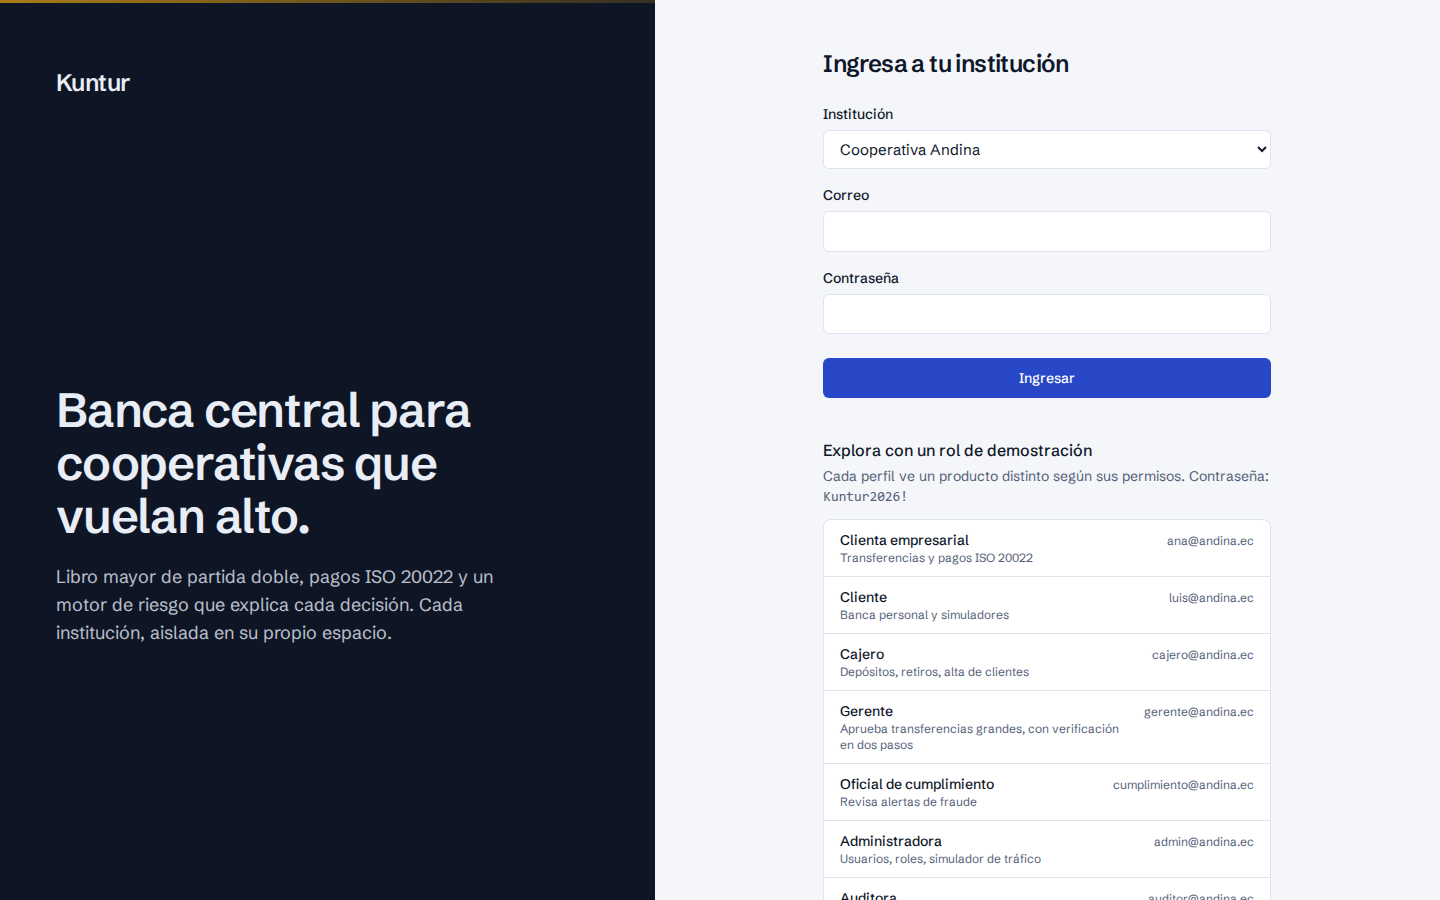 Kuntur
Banca central para
cooperativas que
vuelan alto.
Libro mayor de partida doble, pagos ISO 20022 y un
motor de riesgo que explica cada decisión. Cada
institución, aislada en su propio espacio.
Ingresa a tu institución
Institución
Cooperativa Andina
Correo
Contraseña
Ingresar
Explora con un rol de demostración
Cada perfil ve un producto distinto según sus permisos. Contraseña:
Kuntur2026!
Clienta empresarial ana@andina.ec
Transferencias y pagos ISO 20022
Cliente luis@andina.ec
Banca personal y simuladores
Cajero cajero@andina.ec
Depósitos, retiros, alta de clientes
Gerente gerente@andina.ec
Aprueba transferencias grandes, con verificación
en dos pasos
Oficial de cumplimiento cumplimiento@andina.ec
Revisa alertas de fraude
Administradora admin@andina.ec
Usuarios, roles, simulador de tráfico
Auditora auditor@andina.ec